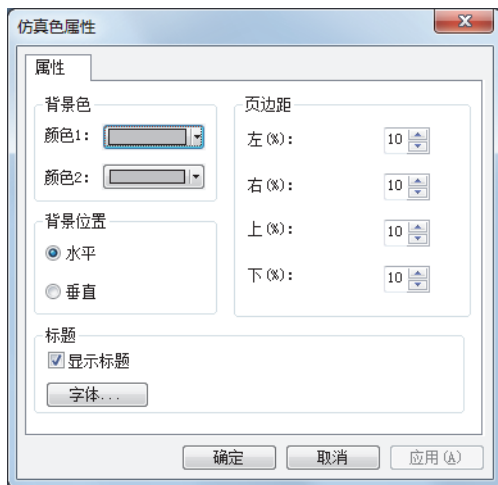 仿真色属性
属性
背景色
颜色1:
颜色2:
背景位置
水平
垂直
页边距
左(%): 10
右(%): 10
上(%): 10
下(%): 10
标题
显示标题
字体...
确定 取消 应用(A)